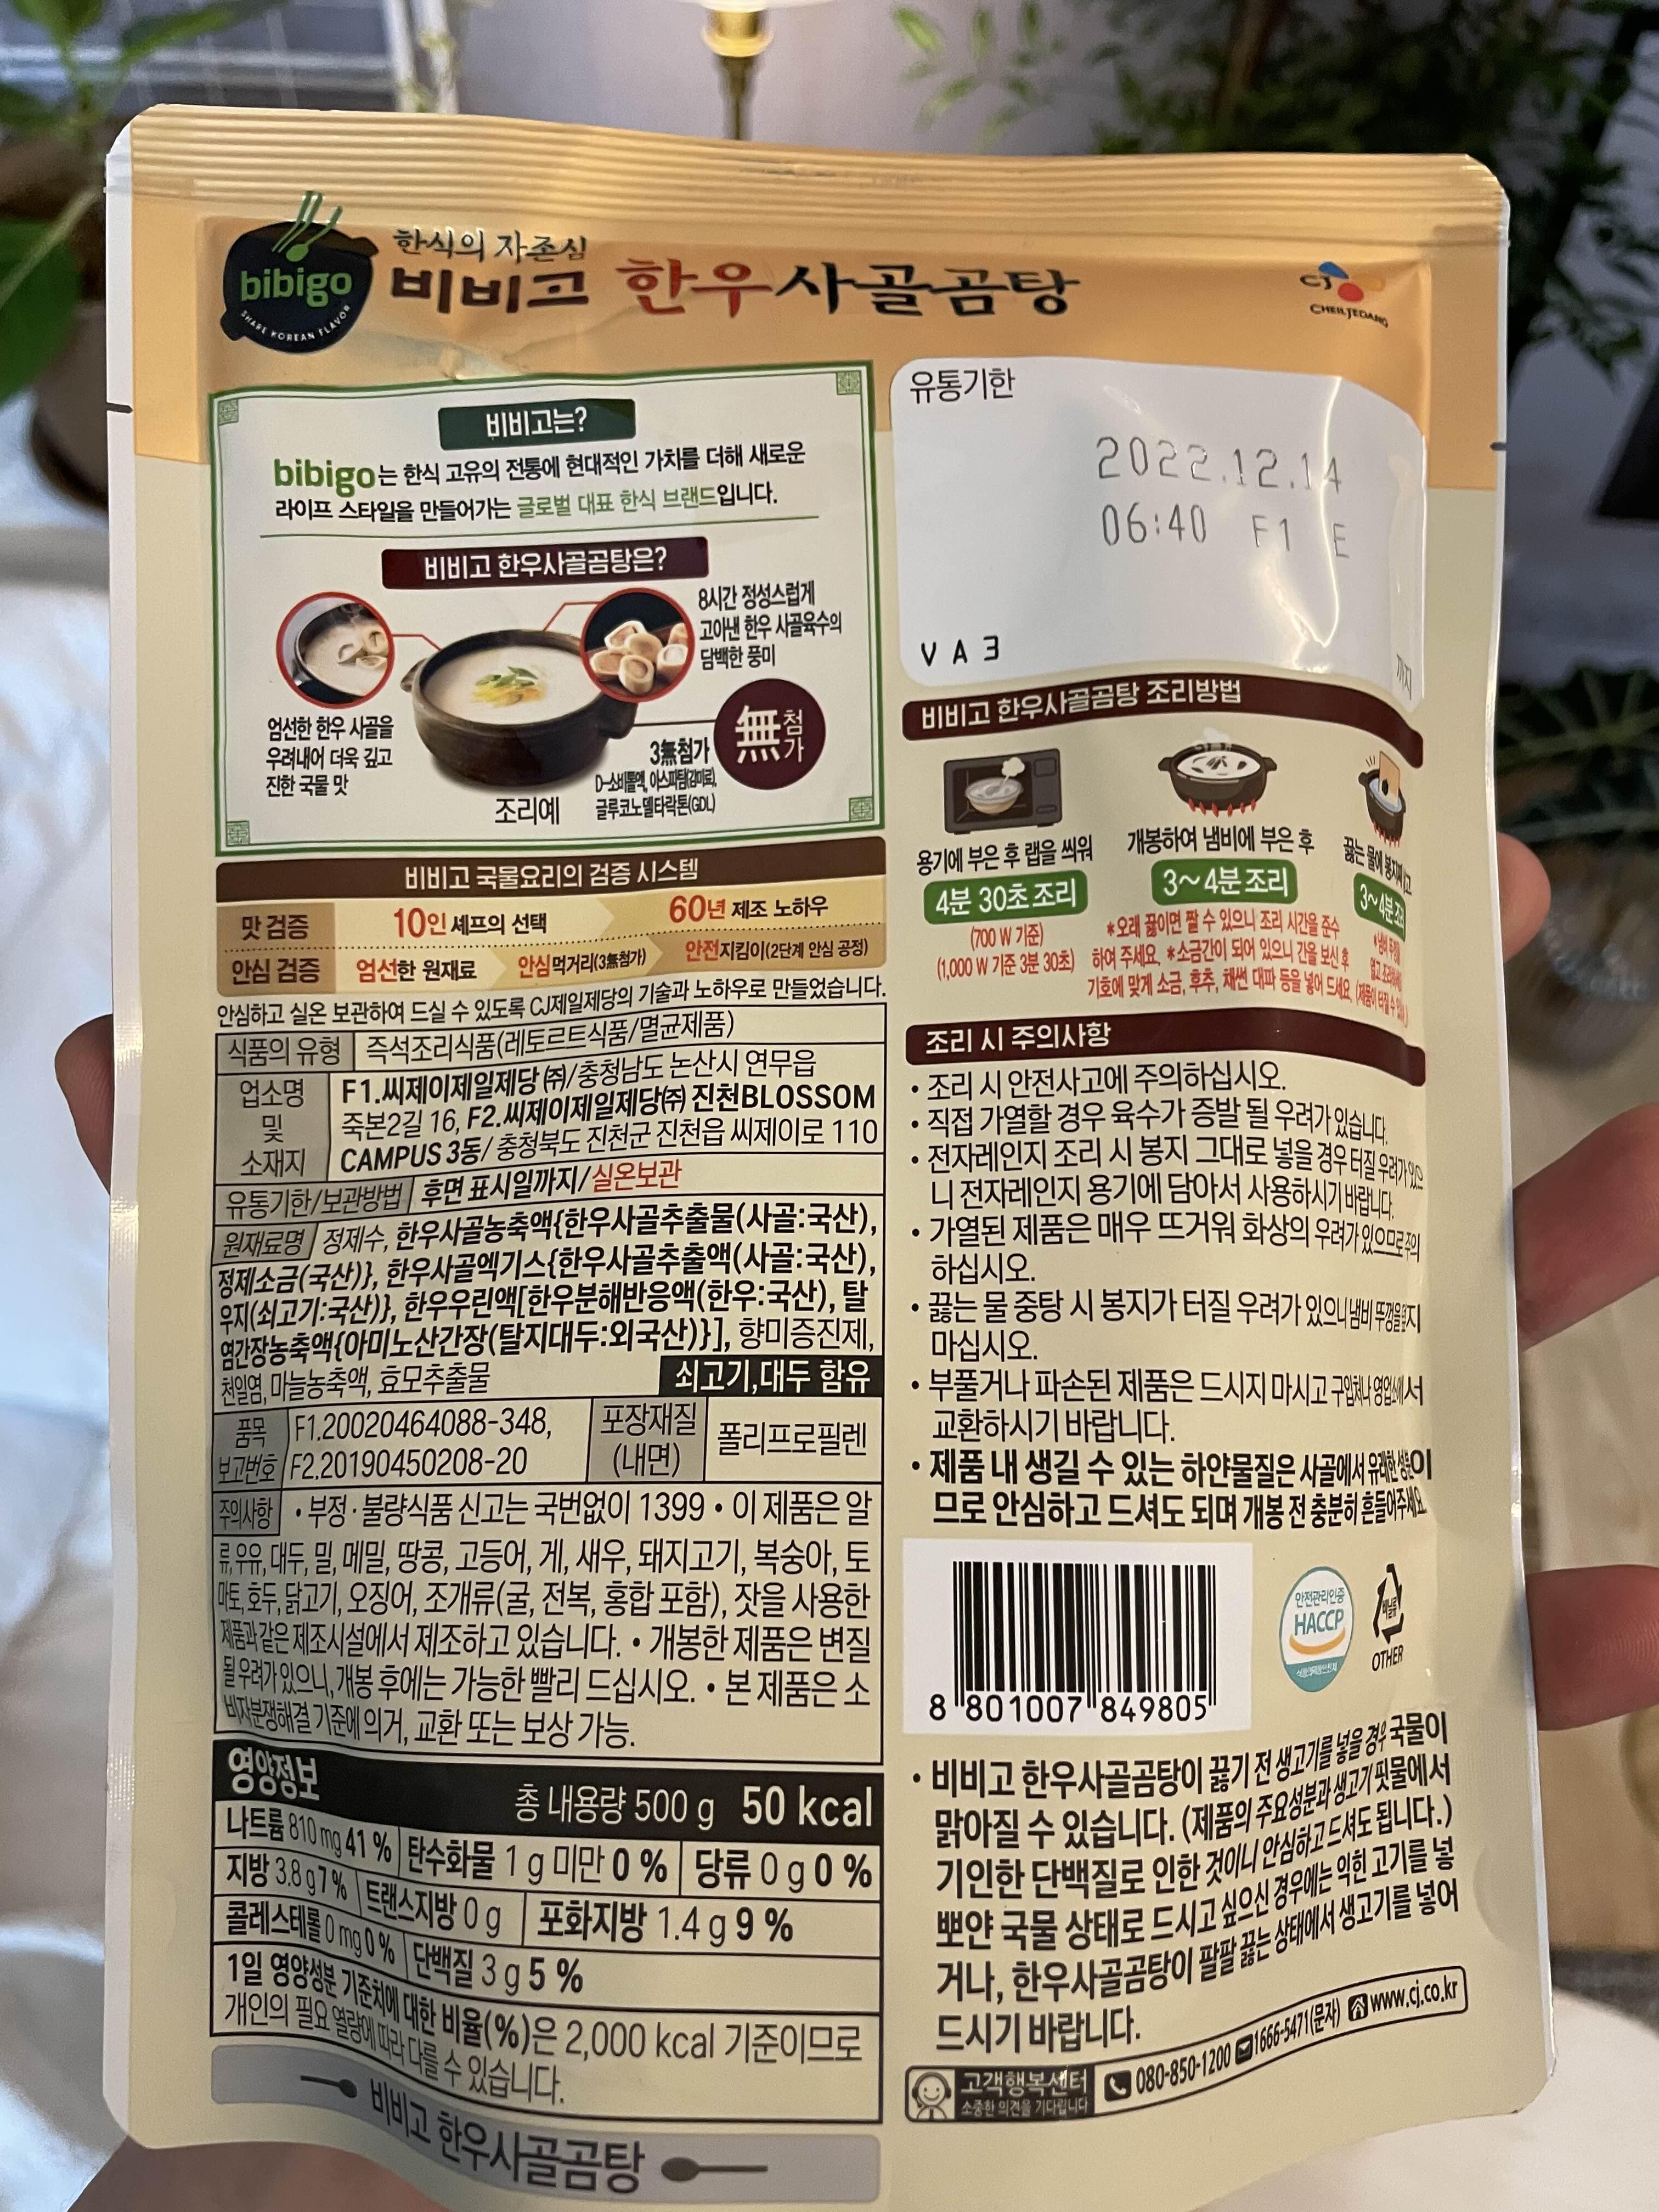 bibigo
SHARE KOREAN FLAVOR
한식의 자존심
비비고 한우사골곰탕
CJ
CHEILJEDANG
비비고는?
bibigo는 한식 고유의 전통에 현대적인 가치를 더해 새로운
라이프 스타일을 만들어가는 글로벌 대표 한식 브랜드입니다.
비비고 한우사골곰탕은?
8시간 정성스럽게
고아낸 한우 사골육수의
담백한 풍미
엄선한 한우 사골을
우려내어 더욱 깊고
진한 국물 맛
無첨가
3無첨가
D-소비톨액, 아스파탐(감미료),
글루코노델타락톤(GDL)
조리예
비비고 국물요리의 검증 시스템
맛 검증 10인 셰프의 선택 60년 제조 노하우
안심 검증 엄선한 원재료 안심먹거리(3無첨가) 안전지킴이(2단계 안심 공정)
안심하고 실온 보관하여 드실 수 있도록 CJ제일제당의 기술과 노하우로 만들었습니다.
식품의 유형 즉석조리식품(레토르트식품/멸균제품)
업소명 및 소재지
F1.씨제이제일제당㈜/충청남도 논산시 연무읍
죽본2길 16, F2.씨제이제일제당㈜ 진천BLOSSOM
CAMPUS 3동/충청북도 진천군 진천읍 씨제이로 110
유통기한/보관방법 후면 표시일까지/실온보관
원재료명 정제수, 한우사골농축액{한우사골추출물(사골:국산),
정제소금(국산)}, 한우사골엑기스{한우사골추출액(사골:국산),
우지(쇠고기:국산)}, 한우우린액[한우분해반응액(한우:국산), 탈
염간장농축액{아미노산간장(탈지대두:외국산)}], 향미증진제,
천일염, 마늘농축액, 효모추출물
쇠고기,대두 함유
품목
보고번호
F1.20020464088-348,
F2.20190450208-20
포장재질
(내면)
폴리프로필렌
주의사항 • 부정·불량식품 신고는 국번없이 1399 • 이 제품은 알
류, 우유, 대두, 밀, 메밀, 땅콩, 고등어, 게, 새우, 돼지고기, 복숭아, 토
마토, 호두, 닭고기, 오징어, 조개류(굴, 전복, 홍합 포함), 잣을 사용한
제품과 같은 제조시설에서 제조하고 있습니다. • 개봉한 제품은 변질
될 우려가 있으니, 개봉 후에는 가능한 빨리 드십시오. • 본 제품은 소
비자분쟁해결 기준에 의거, 교환 또는 보상 가능.
영양정보
총 내용량 500 g 50 kcal
나트륨 810 mg 41 % 탄수화물 1 g 미만 0 % 당류 0 g 0 %
지방 3.8 g 7 % 트랜스지방 0 g 포화지방 1.4 g 9 %
콜레스테롤 0 mg 0 % 단백질 3 g 5 %
1일 영양성분 기준치에 대한 비율(%)은 2,000 kcal 기준이므로
개인의 필요 열량에 따라 다를 수 있습니다.
비비고 한우사골곰탕
유통기한
2022.12.14
06:40 F1 E
VA3
까지
비비고 한우사골곰탕 조리방법
용기에 부은 후 랩을 씌워
4분 30초 조리
(700 W 기준)
(1,000 W 기준 3분 30초)
개봉하여 냄비에 부은 후
3~4분 조리
*오래 끓이면 짤 수 있으니 조리 시간을 준수
하여 주세요. *소금간이 되어 있으니 간을 보신 후
기호에 맞게 소금, 후추, 채썬 대파 등을 넣어 드세요.
끓는 물에 봉지째 넣고
3~4분 조리
조리 시 주의사항
• 조리 시 안전사고에 주의하십시오.
• 직접 가열할 경우 육수가 증발 될 우려가 있습니다.
• 전자레인지 조리 시 봉지 그대로 넣을 경우 터질 우려가 있으
니 전자레인지 용기에 담아서 사용하시기 바랍니다.
• 가열된 제품은 매우 뜨거워 화상의 우려가 있으므로 주의
하십시오.
• 끓는 물 중탕 시 봉지가 터질 우려가 있으니 냄비 뚜껑을 닫지
마십시오.
• 부풀거나 파손된 제품은 드시지 마시고 구입처나 영업소에서
교환하시기 바랍니다.
• 제품 내 생길 수 있는 하얀물질은 사골에서 유래한 성분이
므로 안심하고 드셔도 되며 개봉 전 충분히 흔들어주세요.
8 801007 849805
안전관리인증
HACCP
식품의약품안전처
바닐류
OTHER
• 비비고 한우사골곰탕이 끓기 전 생고기를 넣을 경우 국물이
맑아질 수 있습니다. (제품의 주요성분과 생고기 핏물에서
기인한 단백질로 인한 것이니 안심하고 드셔도 됩니다.)
뽀얀 국물 상태로 드시고 싶으신 경우에는 익힌 고기를 넣
거나, 한우사골곰탕이 팔팔 끓는 상태에서 생고기를 넣어
드시기 바랍니다.
고객행복센터
소중한 의견을 기다립니다
080-850-1200 1666-5471(문자) www.cj.co.kr